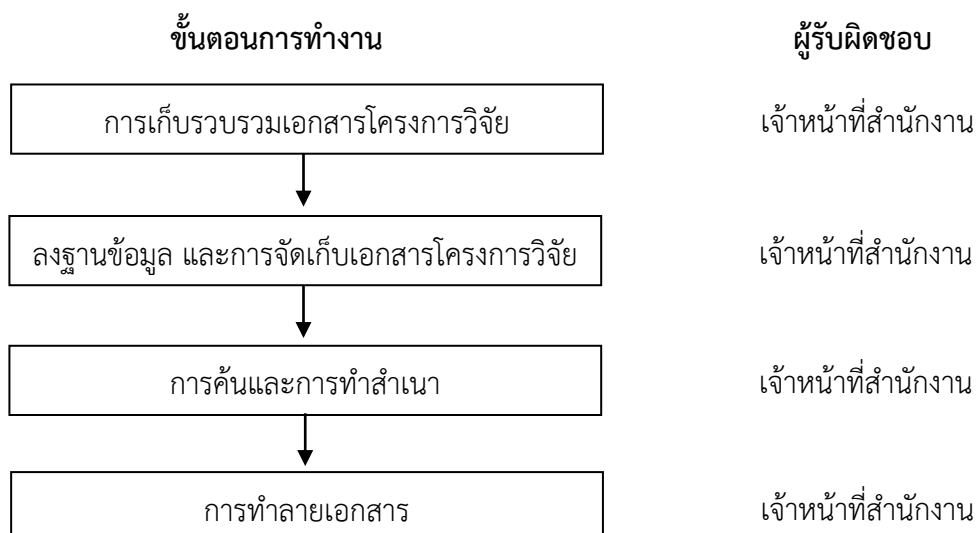 ขั้นตอนการทำงาน ผู้รับผิดชอบ
การเก็บรวบรวมเอกสารโครงการวิจัย เจ้าหน้าที่สำนักงาน
ลงฐานข้อมูล และการจัดเก็บเอกสารโครงการวิจัย เจ้าหน้าที่สำนักงาน
การค้นและการทำสำเนา เจ้าหน้าที่สำนักงาน
การทำลายเอกสาร เจ้าหน้าที่สำนักงาน